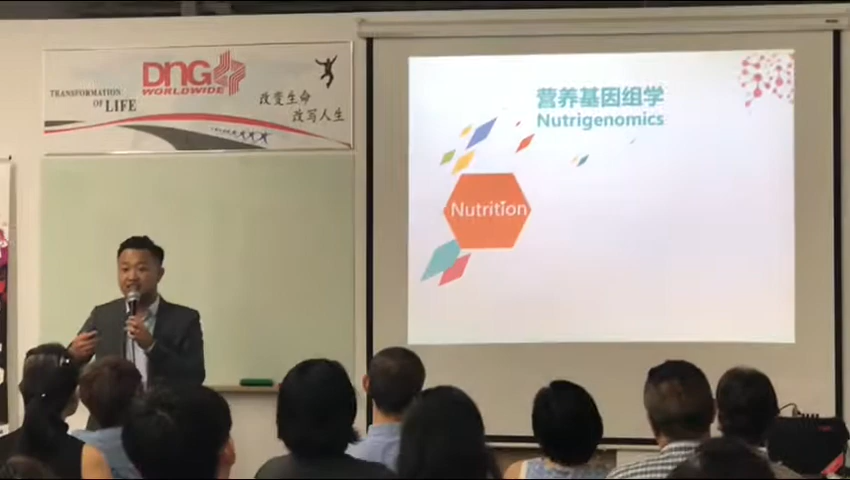 TRANSFORMATION
OF LIFE
DNG
WORLDWIDE
改变生命
改写人生
营养基因组学
Nutrigenomics
Nutrition